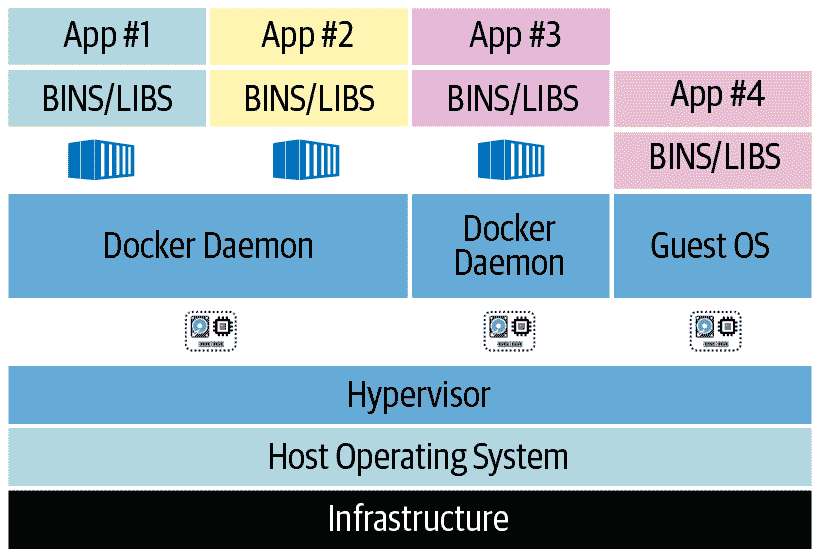 App #1
App #2
App #3
BINS/LIBS
BINS/LIBS
BINS/LIBS
App #4
BINS/LIBS
Docker Daemon
Docker
Daemon
Guest OS
Hypervisor
Host Operating System
Infrastructure